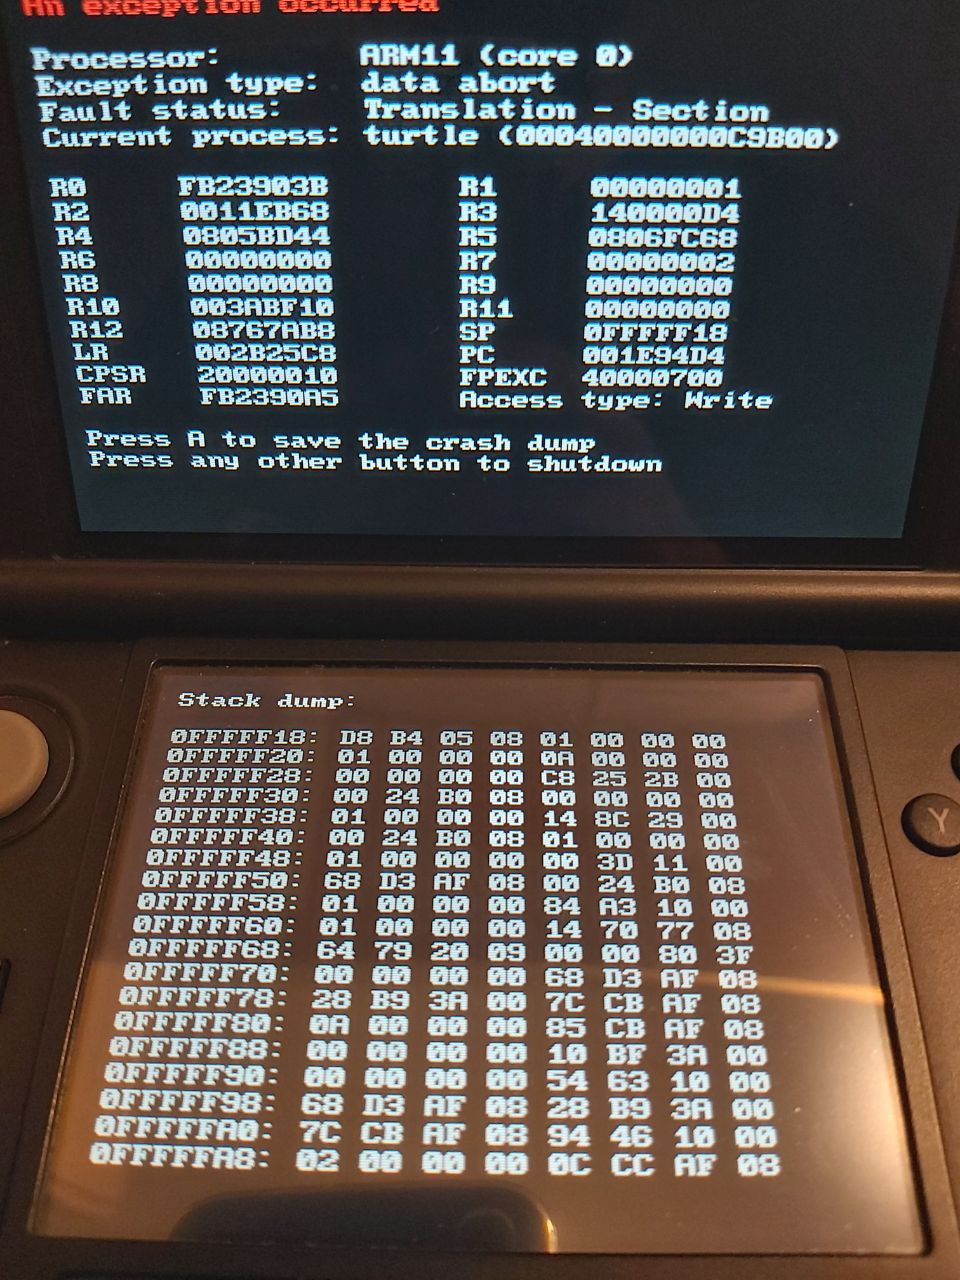 An exception occurred
Processor: ARM11 (core 0)
Exception type: data abort
Fault status: Translation - Section
Current process: turtle (00040000000C9B00)
R0 FB23903B R1 00000001
R2 0011EB68 R3 140000D4
R4 0805BD44 R5 0806FC68
R6 00000000 R7 00000002
R8 00000000 R9 00000000
R10 003ABF10 R11 00000000
R12 08767AB8 SP 0FFFFF18
LR 002B25C8 PC 001E94D4
CPSR 20000010 FPEXC 40000700
FAR FB2390A5 Access type: Write
Press A to save the crash dump
Press any other button to shutdown
Stack dump:
0FFFFF18: D8 B4 05 08 01 00 00 00
0FFFFF20: 01 00 00 00 0A 00 00 00
0FFFFF28: 00 00 00 00 C8 25 2B 00
0FFFFF30: 00 24 B0 08 00 00 00 00
0FFFFF38: 01 00 00 00 14 8C 29 00
0FFFFF40: 00 24 B0 08 01 00 00 00
0FFFFF48: 01 00 00 00 00 3D 11 00
0FFFFF50: 68 D3 AF 08 00 24 B0 08
0FFFFF58: 01 00 00 00 84 A3 10 00
0FFFFF60: 01 00 00 00 14 70 77 08
0FFFFF68: 64 79 20 09 00 00 80 3F
0FFFFF70: 00 00 00 00 68 D3 AF 08
0FFFFF78: 28 B9 3A 00 7C CB AF 08
0FFFFF80: 0A 00 00 00 85 CB AF 08
0FFFFF88: 00 00 00 00 10 BF 3A 00
0FFFFF90: 00 00 00 00 54 63 10 00
0FFFFF98: 68 D3 AF 08 28 B9 3A 00
0FFFFFA0: 7C CB AF 08 94 46 10 00
0FFFFFA8: 02 00 00 00 0C CC AF 08
Y